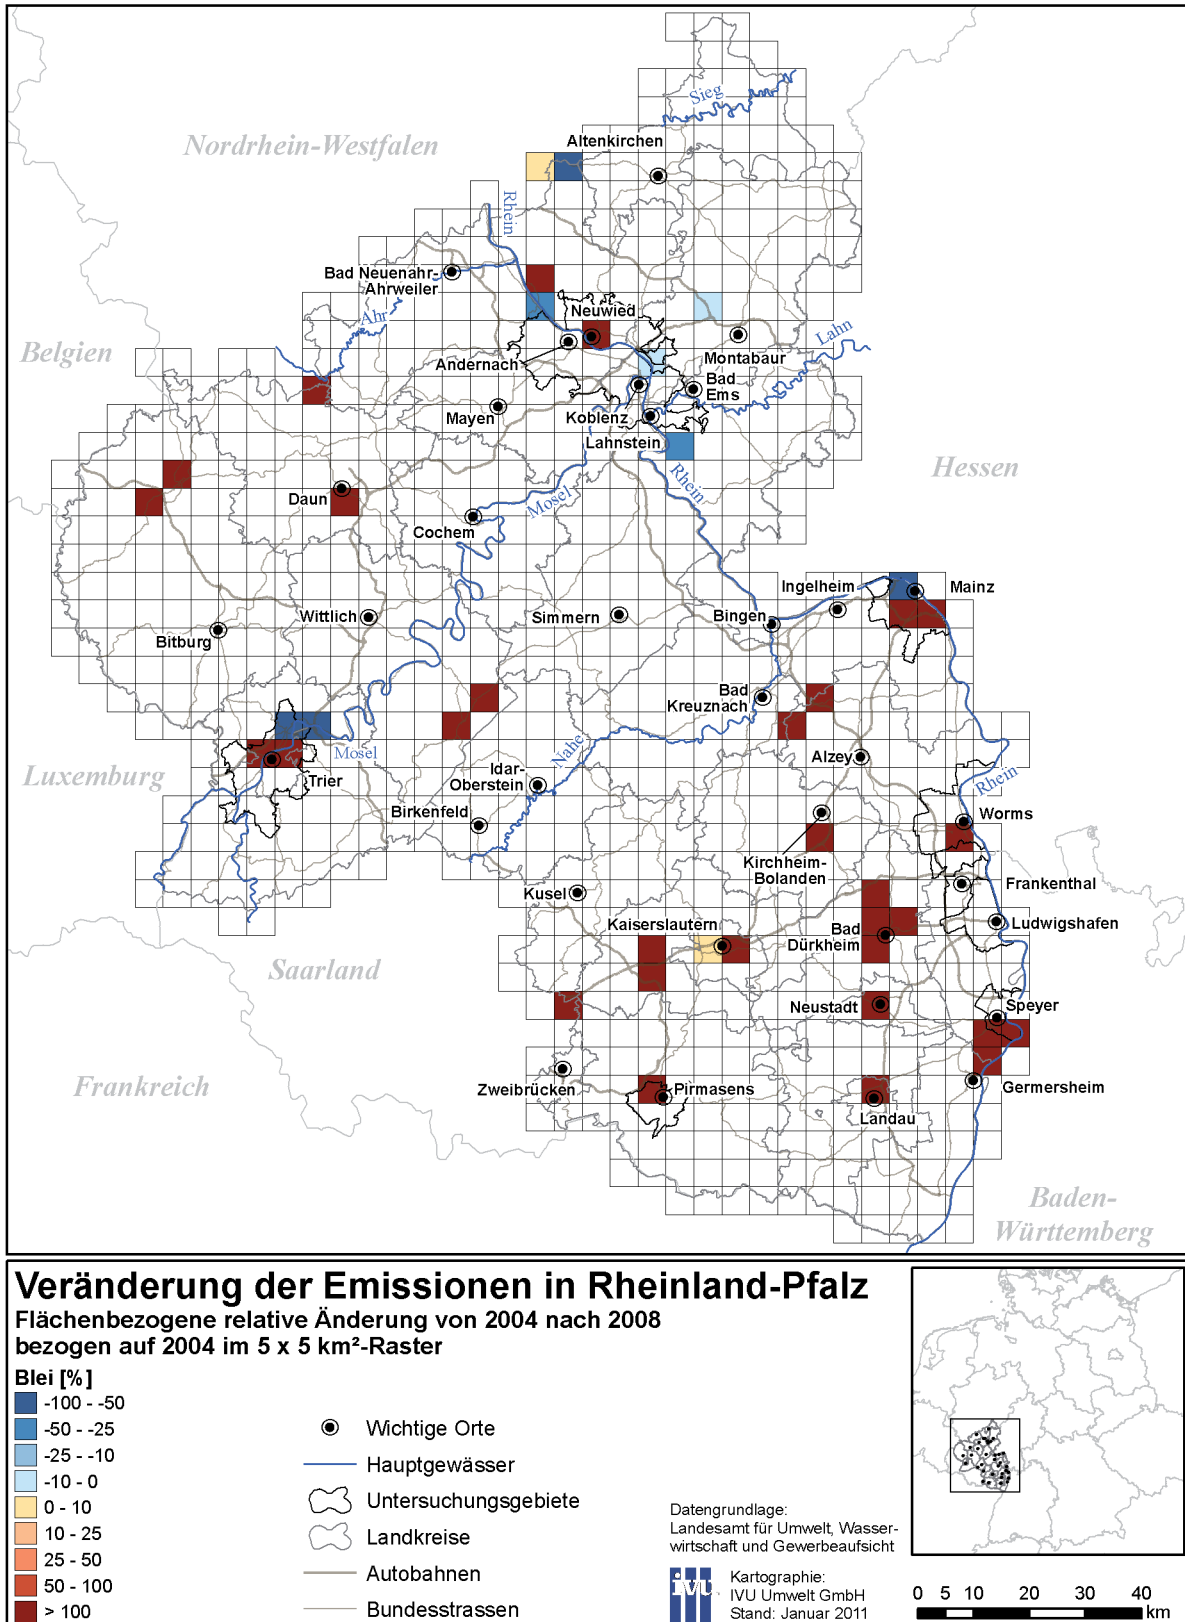 Sieg
Altenkirchen
Nordrhein-Westfalen
Rhein
Bad Neuenahr-
Ahrweiler
Neuwied
Ahr
Lahn
Belgien
Montabaur
Andernach
Bad
Ems
Mayen
Koblenz
Lahnstein
Hessen
Rhein
Daun
Mosel
Cochem
Ingelheim
Mainz
Wittlich
Simmern
Bingen
Bitburg
Bad
Kreuznach
Mosel
Nahe
Alzey
Luxemburg
Trier
Idar-
Oberstein
Rhein
Birkenfeld
Worms
Kirchheim-
Bolanden
Frankenthal
Kusel
Kaiserslautern
Bad
Dürkheim
Ludwigshafen
Saarland
Neustadt
Speyer
Frankreich
Zweibrücken
Pirmasens
Germersheim
Landau
Baden-
Württemberg
Veränderung der Emissionen in Rheinland-Pfalz
Flächenbezogene relative Änderung von 2004 nach 2008
bezogen auf 2004 im 5 x 5 km²-Raster
Blei [%]
-100 - -50
-50 - -25
-25 - -10
-10 - 0
0 - 10
10 - 25
25 - 50
50 - 100
> 100
Wichtige Orte
Hauptgewässer
Untersuchungsgebiete
Landkreise
Autobahnen
Bundesstrassen
Datengrundlage:
Landesamt für Umwelt, Wasser-
wirtschaft und Gewerbeaufsicht
ivu
Kartographie:
IVU Umwelt GmbH
Stand: Januar 2011
0 5 10 20 30 40
km